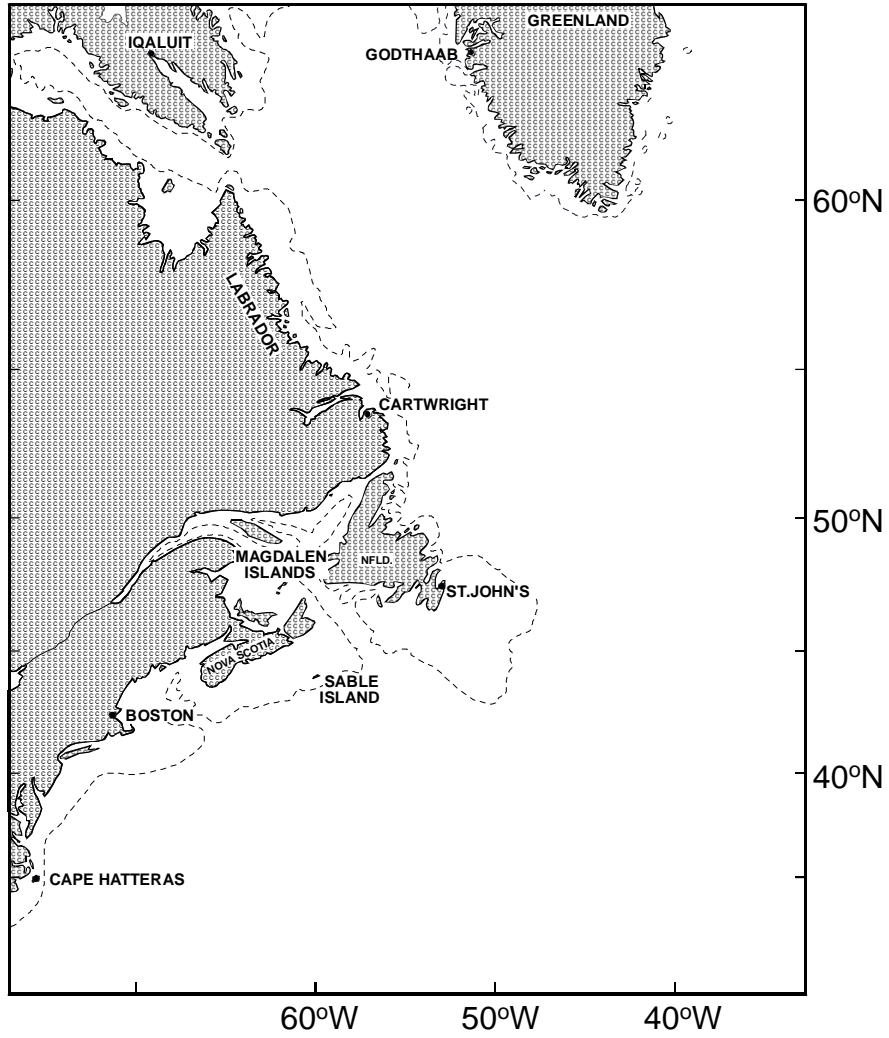 GREENLAND
IQALUIT
GODTHAAB
60ºN
LABRADOR
CARTWRIGHT
50ºN
MAGDALEN
ISLANDS
NFLD.
ST.JOHN'S
NOVA SCOTIA
SABLE
ISLAND
BOSTON
40ºN
CAPE HATTERAS
60ºW
50ºW
40ºW